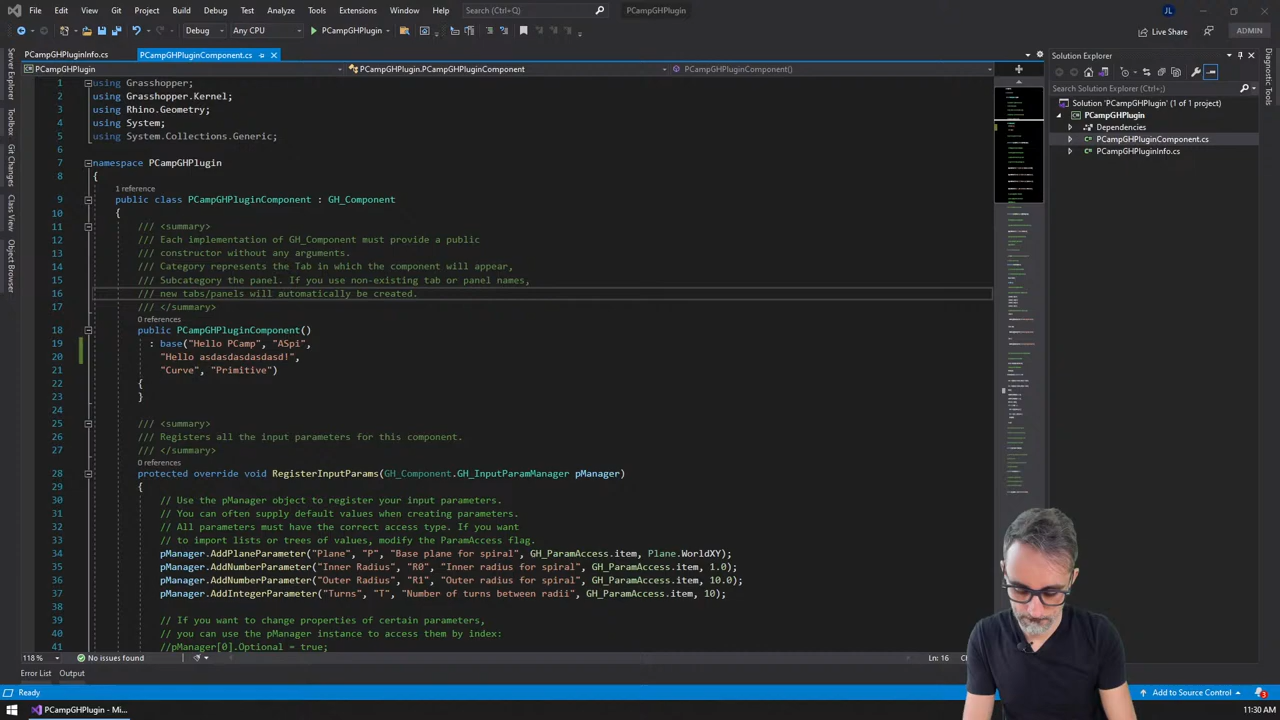 File Edit View Git Project Build Debug Test Analyze Tools Extensions Window Help Search (Ctrl+Q) PCampGHPlugin JL
Debug Any CPU PCampGHPlugin Live Share ADMIN
PCampGHPluginInfo.cs PCampGHPluginComponent.cs
PCampGHPlugin PCampGHPlugin.PCampGHPluginComponent PCampGHPluginComponent()
1 using Grasshopper;
2 using Grasshopper.Kernel;
3 using Rhino.Geometry;
4 using System;
5 using System.Collections.Generic;
6
7 namespace PCampGHPlugin
8 {
1 reference
9 public class PCampGHPluginComponent : GH_Component
10 {
11 /// <summary>
12 /// Each implementation of GH_Component must provide a public
13 /// constructor without any arguments.
14 /// Category represents the Tab in which the component will appear,
15 /// Subcategory the panel. If you use non-existing tab or panel names,
16 /// new tabs/panels will automatically be created.
17 /// </summary>
0 references
18 public PCampGHPluginComponent()
19 : base("Hello PCamp", "ASpi",
20 "Hello asdasdasdasdasd!",
21 "Curve", "Primitive")
22 {
23 }
24
25 /// <summary>
26 /// Registers all the input parameters for this component.
27 /// </summary>
0 references
28 protected override void RegisterInputParams(GH_Component.GH_InputParamManager pManager)
29 {
30 // Use the pManager object to register your input parameters.
31 // You can often supply default values when creating parameters.
32 // All parameters must have the correct access type. If you want
33 // to import lists or trees of values, modify the ParamAccess flag.
34 pManager.AddPlaneParameter("Plane", "P", "Base plane for spiral", GH_ParamAccess.item, Plane.WorldXY);
35 pManager.AddNumberParameter("Inner Radius", "R0", "Inner radius for spiral", GH_ParamAccess.item, 1.0);
36 pManager.AddNumberParameter("Outer Radius", "R1", "Outer radius for spiral", GH_ParamAccess.item, 10.0);
37 pManager.AddIntegerParameter("Turns", "T", "Number of turns between radii", GH_ParamAccess.item, 10);
38
39 // If you want to change properties of certain parameters,
40 // you can use the pManager instance to access them by index:
41 //pManager[0].Optional = true;
118 % No issues found Ln: 16
Error List Output
Ready Add to Source Control 3
PCampGHPlugin - Mi... 11:30 AM
Server Explorer
Toolbox
Git Changes
Class View
Object Browser
Solution Explorer
Search Solution Explorer (Ctrl+;)
Solution 'PCampGHPlugin' (1 of 1 project)
PCampGHPlugin
Dependencies
C# PCampGHPluginComponent.cs
C# PCampGHPluginInfo.cs
Diagnostic